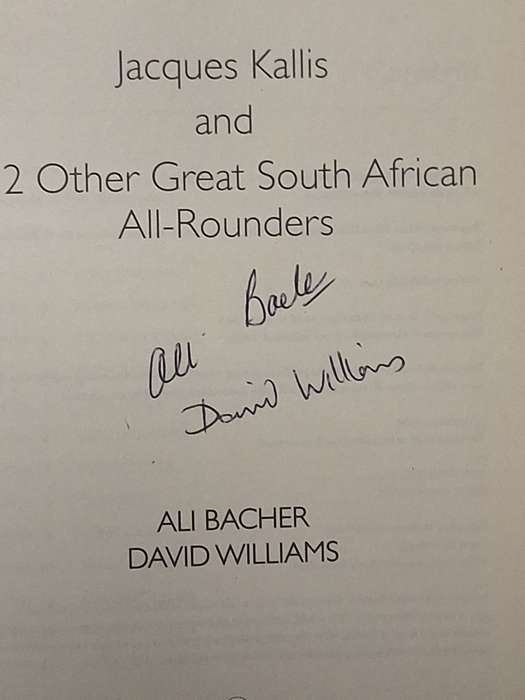 Jacques Kallis
and
2 Other Great South African
All-Rounders
Ali Bacher
David Williams
ALI BACHER
DAVID WILLIAMS